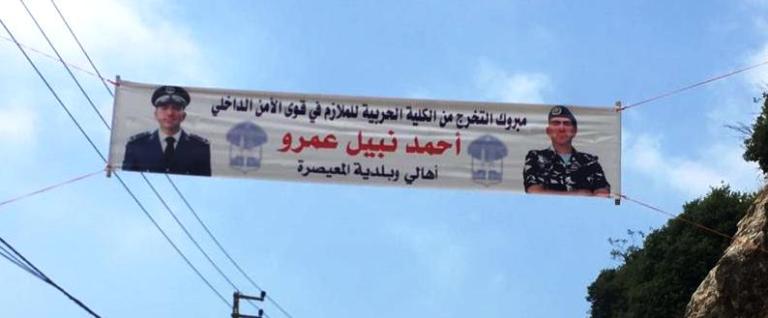 مبروك التخرج من الكلية الحربية للملازم في قوى الأمن الداخلي
أحمد نبيل عمرو
أهالي وبلدية المعيصرة